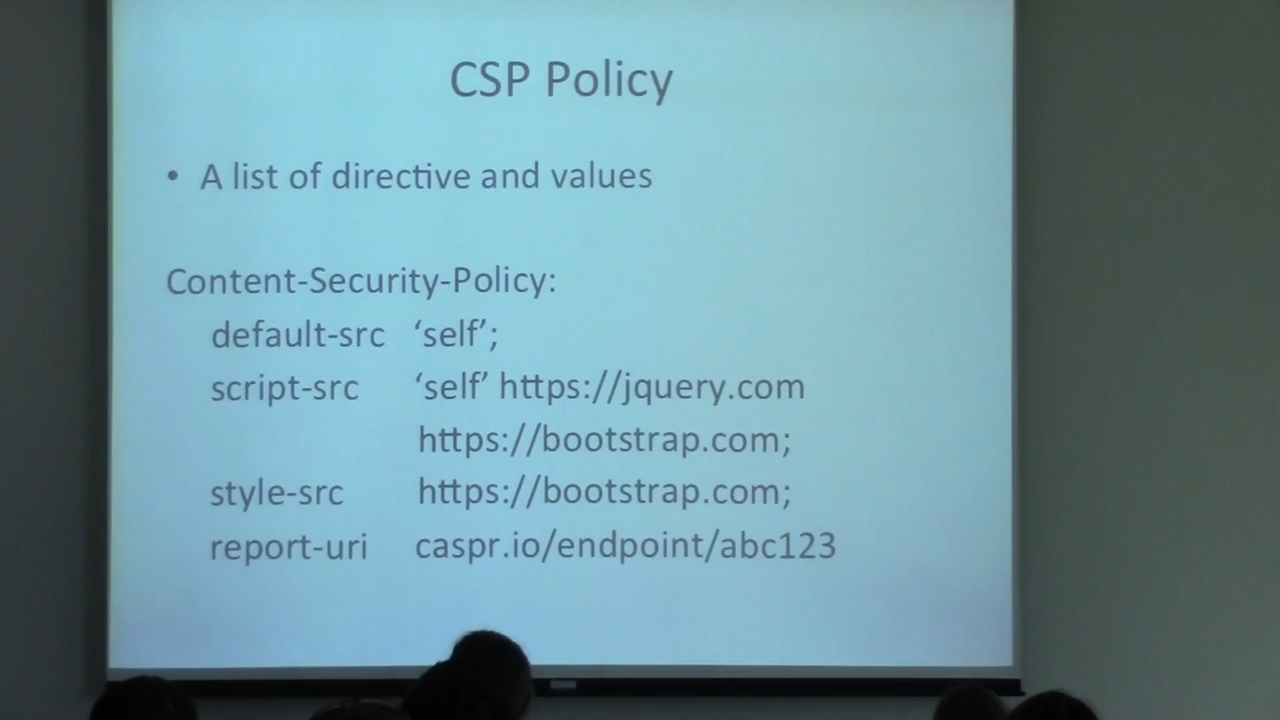 CSP Policy
• A list of directive and values
Content-Security-Policy:
default-src ‘self’;
script-src ‘self’ https://jquery.com
https://bootstrap.com;
style-src https://bootstrap.com;
report-uri caspr.io/endpoint/abc123